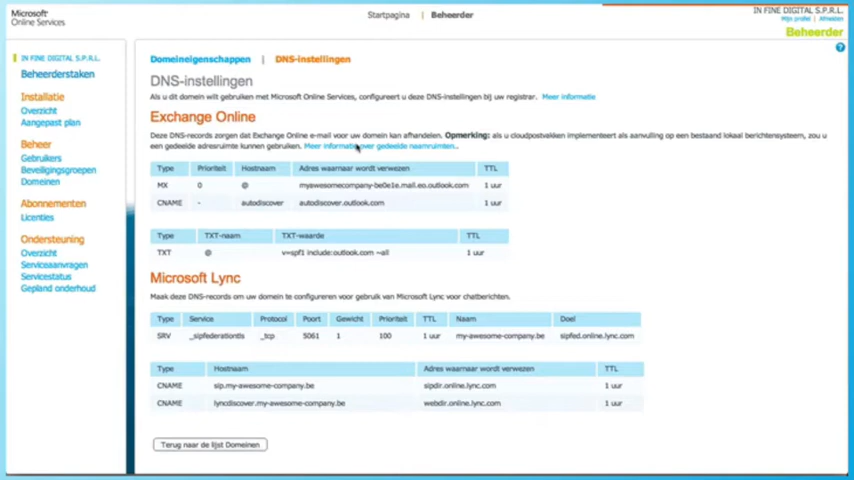 Microsoft
Online Services
Startpagina | Beheerder
IN FINE DIGITAL S.P.R.L.
Mijn profiel | Afmelden
Beheerder
?
IN FINE DIGITAL S.P.R.L.
Beheerderstaken
Installatie
Overzicht
Aangepast plan
Beheer
Gebruikers
Beveiligingsgroepen
Domeinen
Abonnementen
Licenties
Ondersteuning
Overzicht
Serviceaanvragen
Servicestatus
Gepland onderhoud
Domeineigenschappen | DNS-instellingen
DNS-instellingen
Als u dit domein wilt gebruiken met Microsoft Online Services, configureert u deze DNS-instellingen bij uw registrar. Meer informatie
Exchange Online
Deze DNS-records zorgen dat Exchange Online e-mail voor uw domein kan afhandelen. Opmerking: als u cloudpostvakken implementeert als aanvulling op een bestaand lokaal berichtensysteem, zou u
een gedeelde adresruimte kunnen gebruiken. Meer informatie over gedeelde naamruimten..
Type Prioriteit Hostnaam Adres waarnaar wordt verwezen TTL
MX 0 @ myawesomecompany-be0e1e.mail.eo.outlook.com 1 uur
CNAME - autodiscover autodiscover.outlook.com 1 uur
Type TXT-naam TXT-waarde TTL
TXT @ v=spf1 include:outlook.com ~all 1 uur
Microsoft Lync
Maak deze DNS-records om uw domein te configureren voor gebruik van Microsoft Lync voor chatberichten.
Type Service Protocol Poort Gewicht Prioriteit TTL Naam Doel
SRV _sipfederationtls _tcp 5061 1 100 1 uur my-awesome-company.be sipfed.online.lync.com
Type Hostnaam Adres waarnaar wordt verwezen TTL
CNAME sip.my-awesome-company.be sipdir.online.lync.com 1 uur
CNAME lyncdiscover.my-awesome-company.be webdir.online.lync.com 1 uur
Terug naar de lijst Domeinen